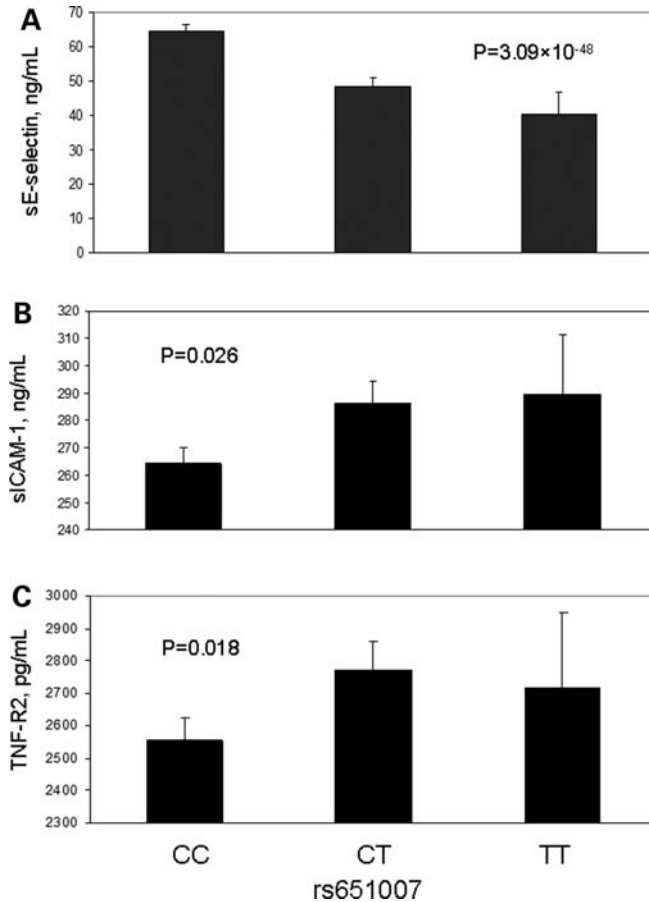 A
sE-selectin, ng/mL
70
60
50
40
30
20
10
0
P=3.09×10⁻⁴⁸
B
sICAM-1, ng/mL
320
310
300
290
280
270
260
250
240
P=0.026
C
TNF-R2, pg/mL
3000
2900
2800
2700
2600
2500
2400
2300
P=0.018
CC CT TT
rs651007